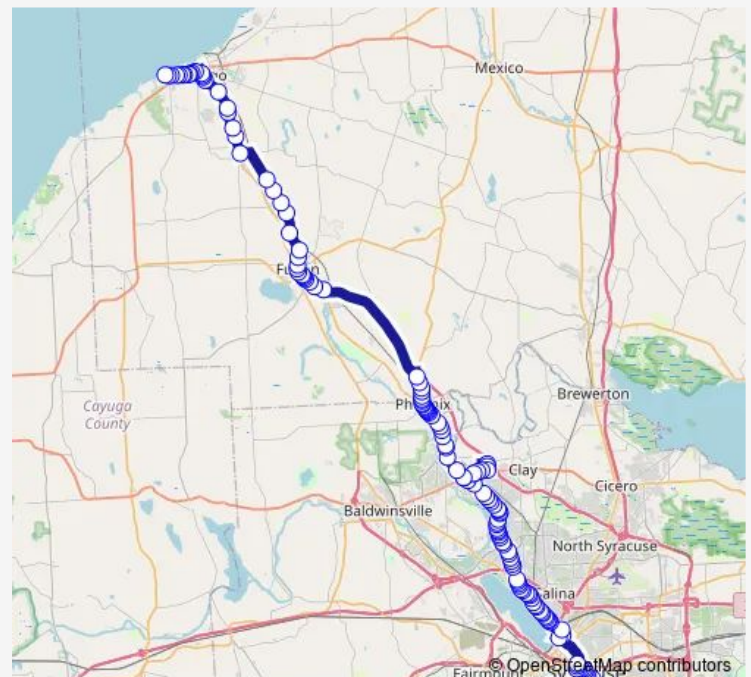 Mexico
Cayuga
County
Brewerton
Clay
Cicero
Baldwinsville
North Syracuse
© OpenStreetMap contributors